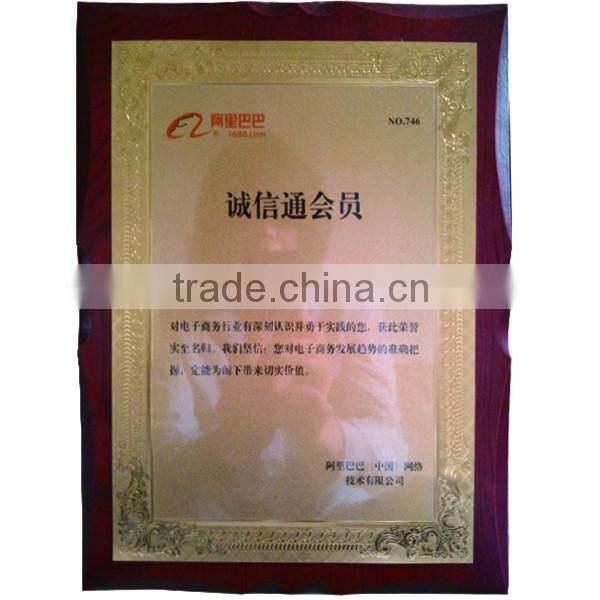 阿里巴巴
1688.com
NO.746
诚信通会员
trade.china.cn
对电子商务行业有深刻认识并勇于实践的您，获此荣誉
实至名归。我们坚信：您对电子商务发展趋势的准确把
握，定能为阁下带来切实价值。
阿里巴巴（中国）网络
技术有限公司